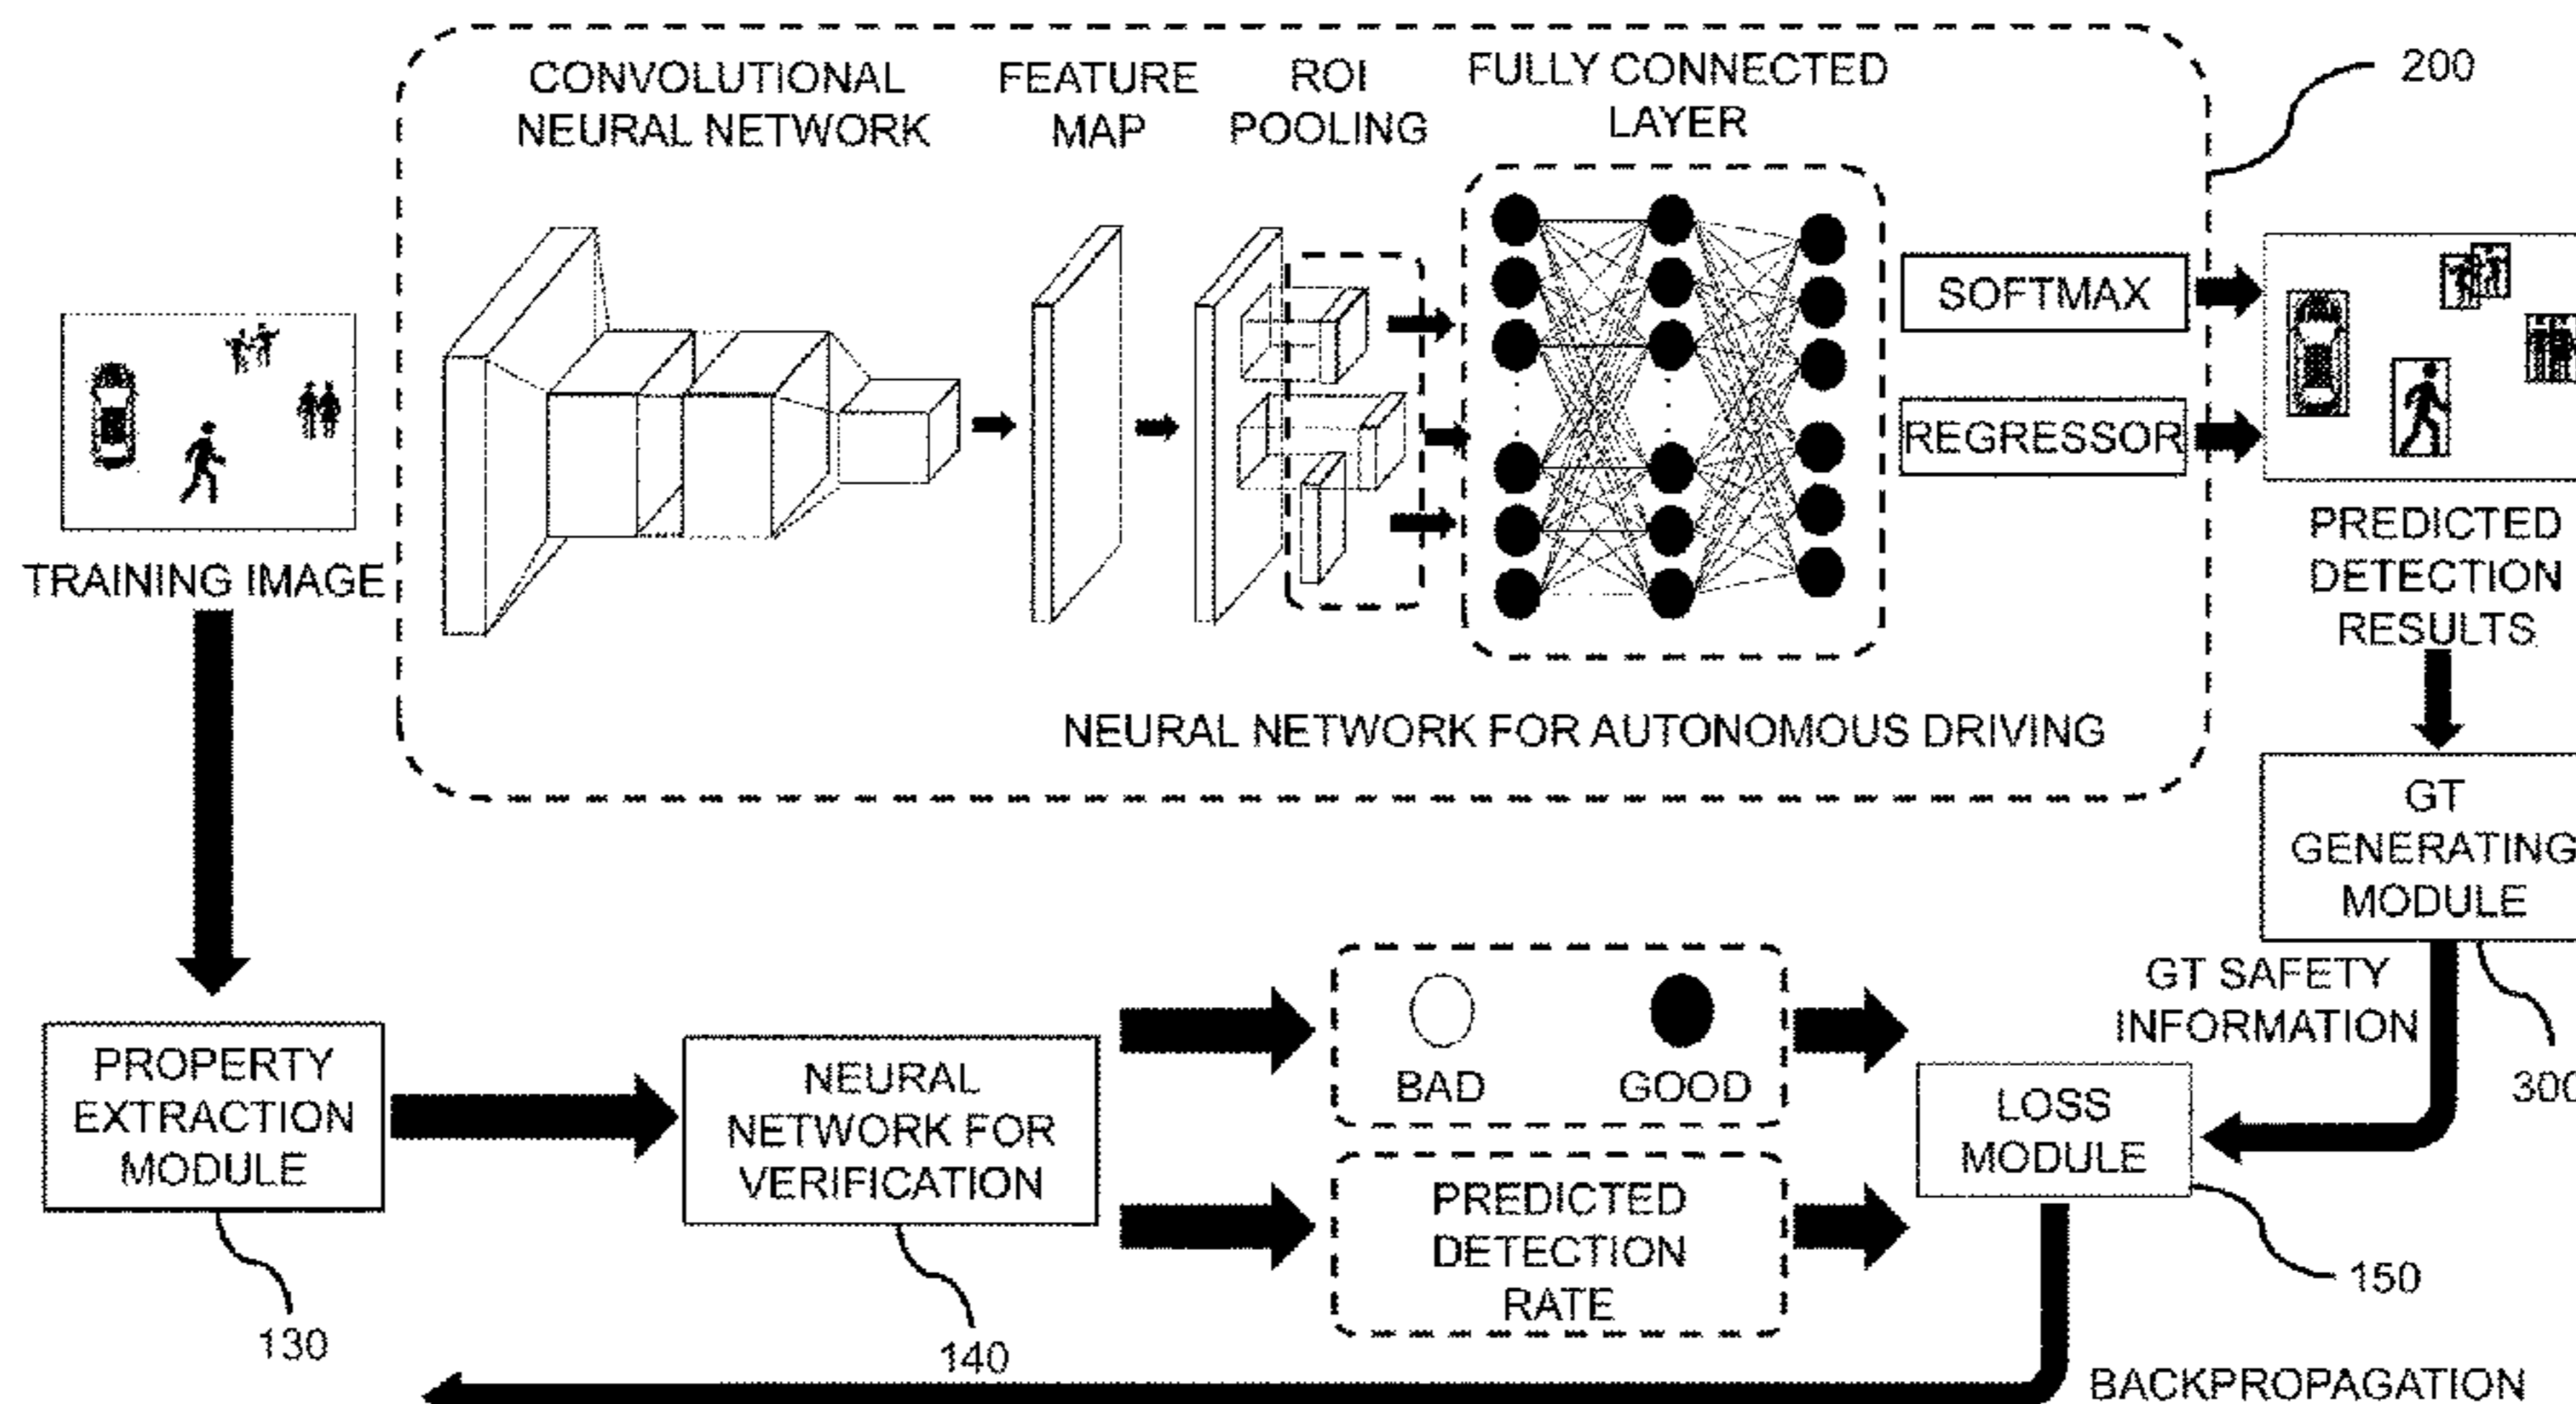 CONVOLUTIONAL
NEURAL NETWORK
FEATURE
MAP
ROI
POOLING
FULLY CONNECTED
LAYER
200
SOFTMAX
REGRESSOR
TRAINING IMAGE
PREDICTED
DETECTION
RESULTS
NEURAL NETWORK FOR AUTONOMOUS DRIVING
GT
GENERATING
MODULE
GT SAFETY
INFORMATION
300
PROPERTY
EXTRACTION
MODULE
130
NEURAL
NETWORK FOR
VERIFICATION
140
BAD
GOOD
PREDICTED
DETECTION
RATE
LOSS
MODULE
150
BACKPROPAGATION